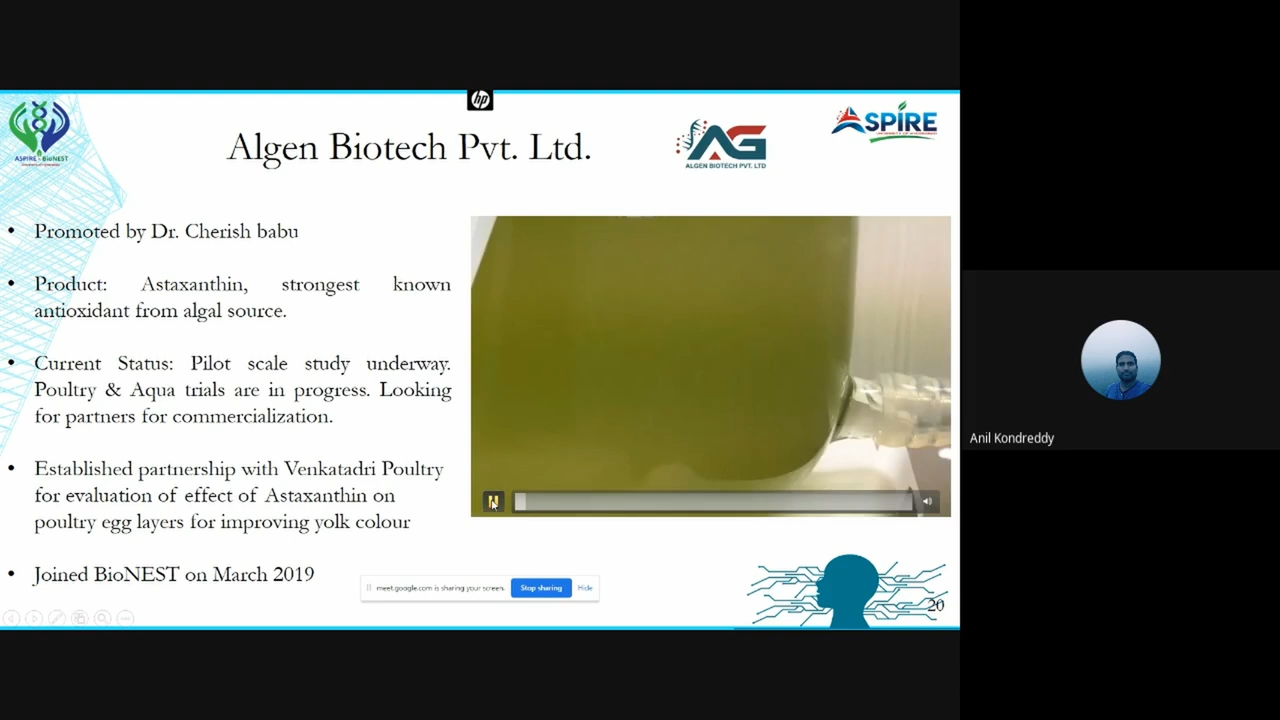 hp
Algen Biotech Pvt. Ltd.
ASPIRE - BioNEST
AG
ALGEN BIOTECH PVT. LTD
ASPIRE
• Promoted by Dr. Cherish babu
• Product: Astaxanthin, strongest known
antioxidant from algal source.
• Current Status: Pilot scale study underway.
Poultry & Aqua trials are in progress. Looking
for partners for commercialization.
• Established partnership with Venkatadri Poultry
for evaluation of effect of Astaxanthin on
poultry egg layers for improving yolk colour
• Joined BioNEST on March 2019
meet.google.com is sharing your screen.
Stop sharing
Hide
20
Anil Kondreddy